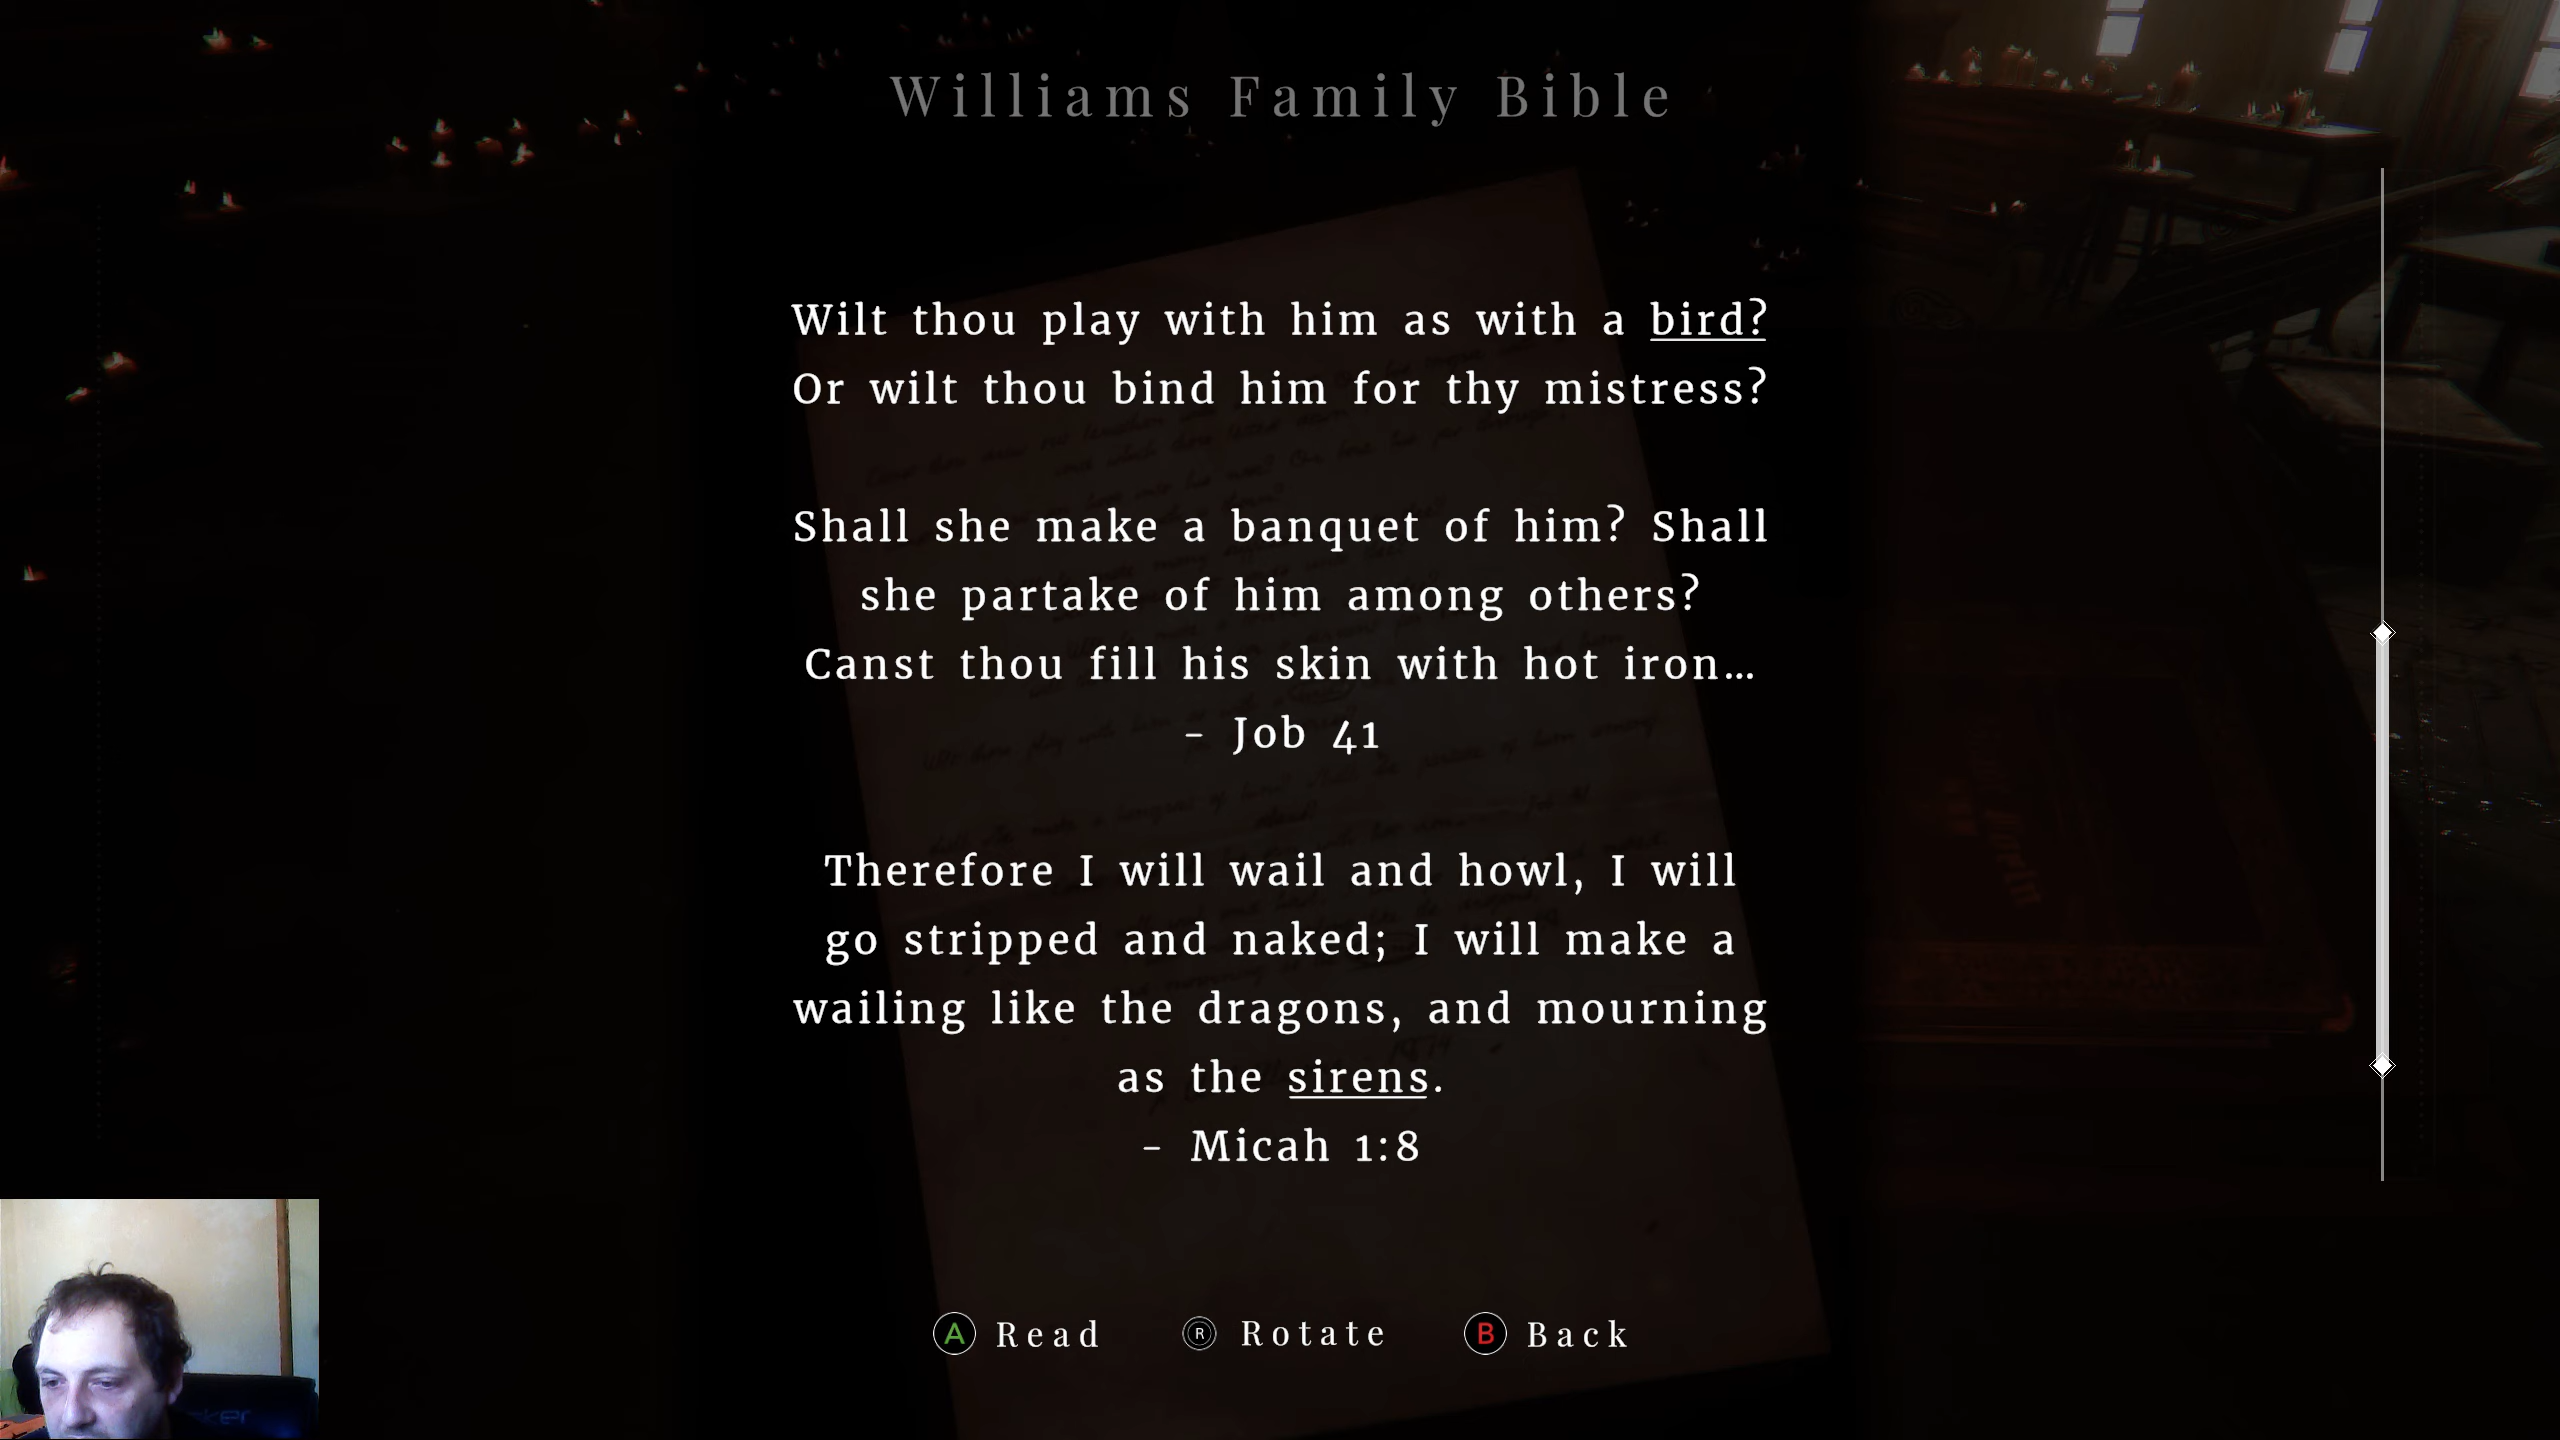 Williams Family Bible
Wilt thou play with him as with a bird?
Or wilt thou bind him for thy mistress?
Shall she make a banquet of him? Shall
she partake of him among others?
Canst thou fill his skin with hot iron…
- Job 41
Therefore I will wail and howl, I will
go stripped and naked; I will make a
wailing like the dragons, and mourning
as the sirens.
- Micah 1:8
A Read R Rotate B Back